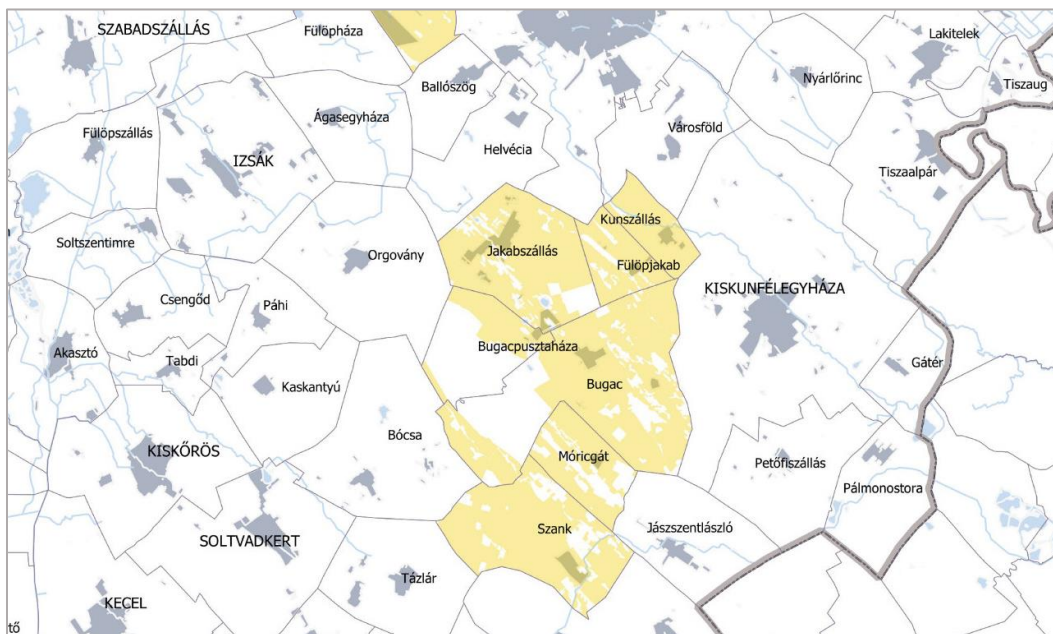 SZABADSZÁLLÁS
Fülöpháza
Lakitelek
Ballószög
Nyárlőrinc
Tiszaug
Ágasegyháza
Fülöpszállás
Városföld
Helvécia
IZSÁK
Tiszaalpár
Kunszállás
Soltszentimre
Jakabszállás
Orgovány
Fülöpjakab
KISKUNFÉLEGYHÁZA
Csengőd
Páhi
Bugacpusztaháza
Akasztó
Tabdi
Gátér
Bugac
Kaskantyú
Bócsa
KISKŐRÖS
Móricgát
Petőfiszállás
Pálmonostora
Szank
Jászszentlászló
SOLTVADKERT
Tázlár
KECEL
tő